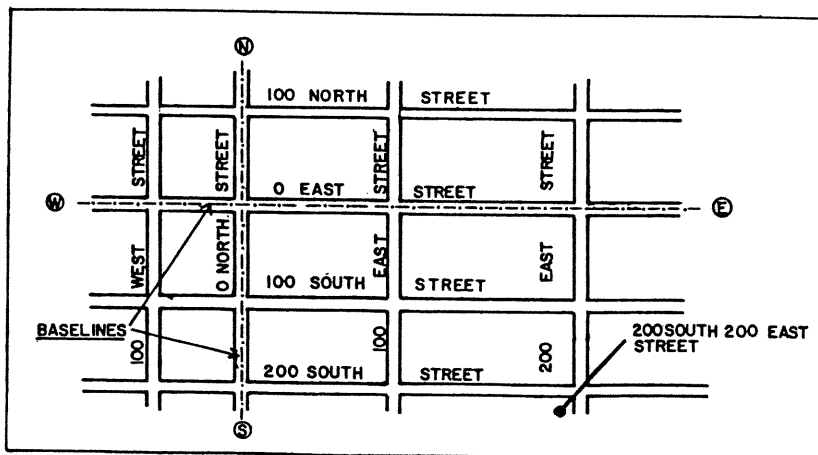 N
100 NORTH STREET
STREET
STREET
STREET
STREET
0 EAST STREET
W
E
WEST
0 NORTH
EAST
EAST
100 SOUTH STREET
BASELINES
100
100
200
200 SOUTH 200 EAST
STREET
200 SOUTH STREET
S